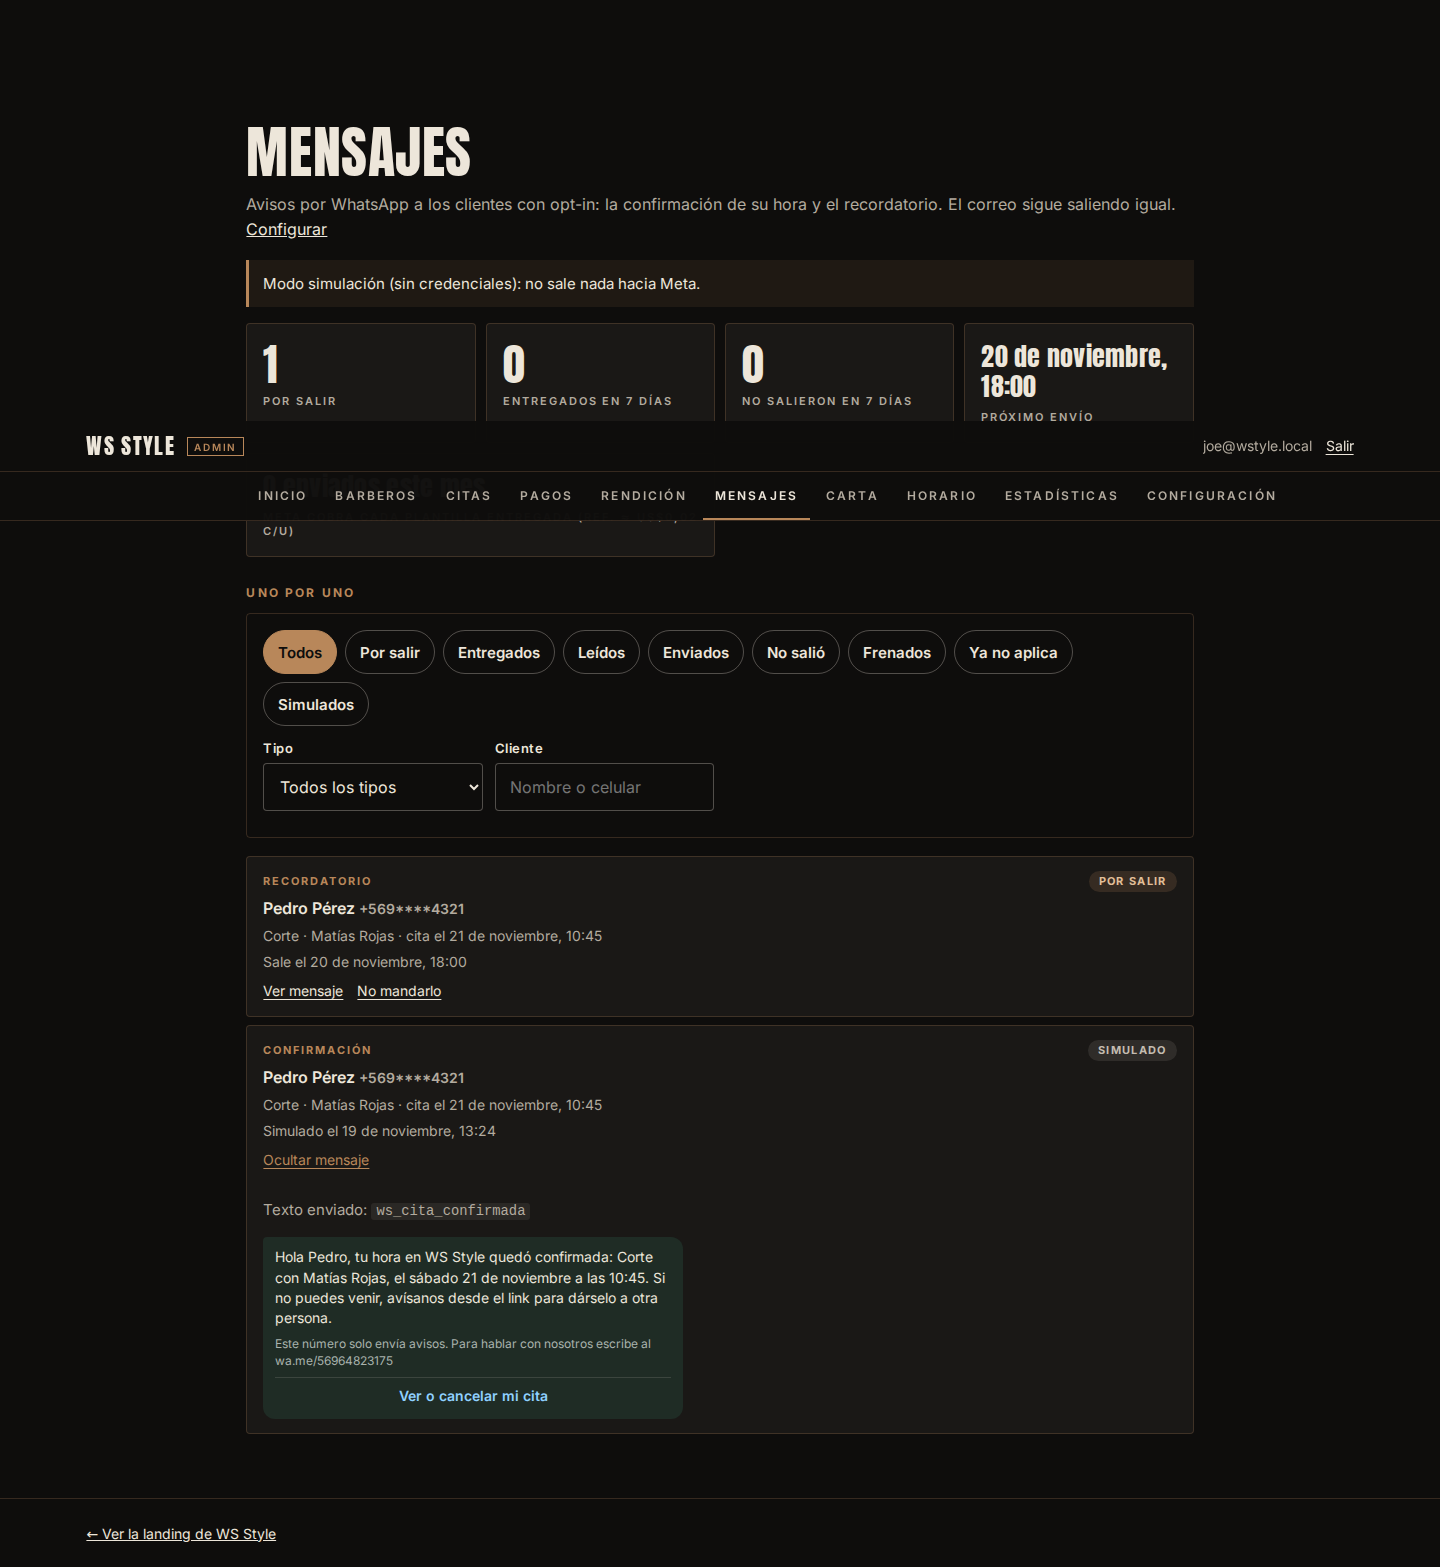 MENSAJES
Avisos por WhatsApp a los clientes con opt-in: la confirmación de su hora y el recordatorio. El correo sigue saliendo igual.
Configurar
Modo simulación (sin credenciales): no sale nada hacia Meta.
1
POR SALIR
0
ENTREGADOS EN 7 DÍAS
0
NO SALIERON EN 7 DÍAS
20 de noviembre,
18:00
PRÓXIMO ENVÍO
WS STYLE ADMIN
joe@wstyle.local Salir
0 enviados este mes
INICIO BARBEROS CITAS PAGOS RENDICIÓN MENSAJES CARTA HORARIO ESTADÍSTICAS CONFIGURACIÓN
C/U)
UNO POR UNO
Todos Por salir Entregados Leídos Enviados No salió Frenados Ya no aplica
Simulados
Tipo Cliente
Todos los tipos Nombre o celular
RECORDATORIO POR SALIR
Pedro Pérez +569****4321
Corte · Matías Rojas · cita el 21 de noviembre, 10:45
Sale el 20 de noviembre, 18:00
Ver mensaje No mandarlo
CONFIRMACIÓN SIMULADO
Pedro Pérez +569****4321
Corte · Matías Rojas · cita el 21 de noviembre, 10:45
Simulado el 19 de noviembre, 13:24
Ocultar mensaje
Texto enviado: ws_cita_confirmada
Hola Pedro, tu hora en WS Style quedó confirmada: Corte
con Matías Rojas, el sábado 21 de noviembre a las 10:45. Si
no puedes venir, avísanos desde el link para dárselo a otra
persona.
Este número solo envía avisos. Para hablar con nosotros escribe al
wa.me/56964823175
Ver o cancelar mi cita
← Ver la landing de WS Style